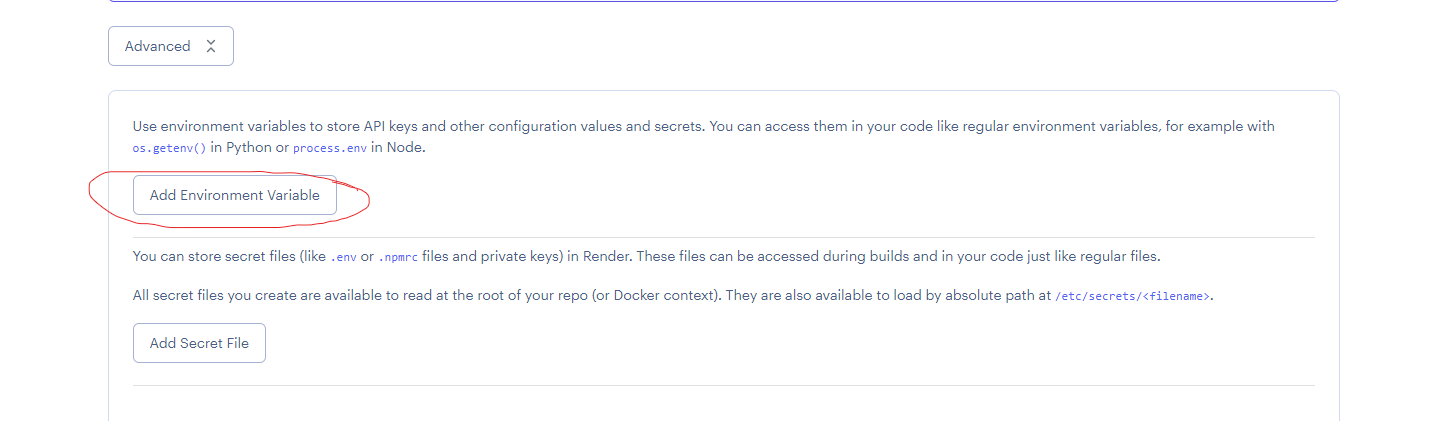 Advanced
Use environment variables to store API keys and other configuration values and secrets. You can access them in your code like regular environment variables, for example with
os.getenv() in Python or process.env in Node.
Add Environment Variable
You can store secret files (like .env or .npmrc files and private keys) in Render. These files can be accessed during builds and in your code just like regular files.
All secret files you create are available to read at the root of your repo (or Docker context). They are also available to load by absolute path at /etc/secrets/<filename>.
Add Secret File